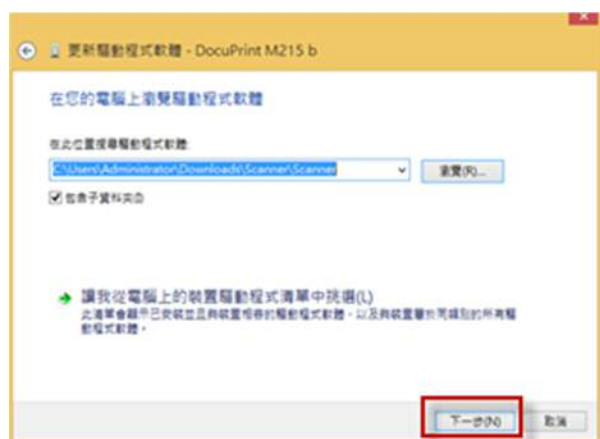 更新驅動程式軟體 - DocuPrint M215 b
在您的電腦上瀏覽驅動程式軟體
在此位置搜尋驅動程式軟體:
C:\Users\Administrator\Downloads\Scanner\Scanner
瀏覽(R)...
包含子資料夾(I)
讓我從電腦上的裝置驅動程式清單中挑選(L)
此清單會顯示已安裝並且與裝置相容的驅動程式軟體，以及與裝置屬於同類別的所有驅
動程式軟體。
下一步(N)
取消